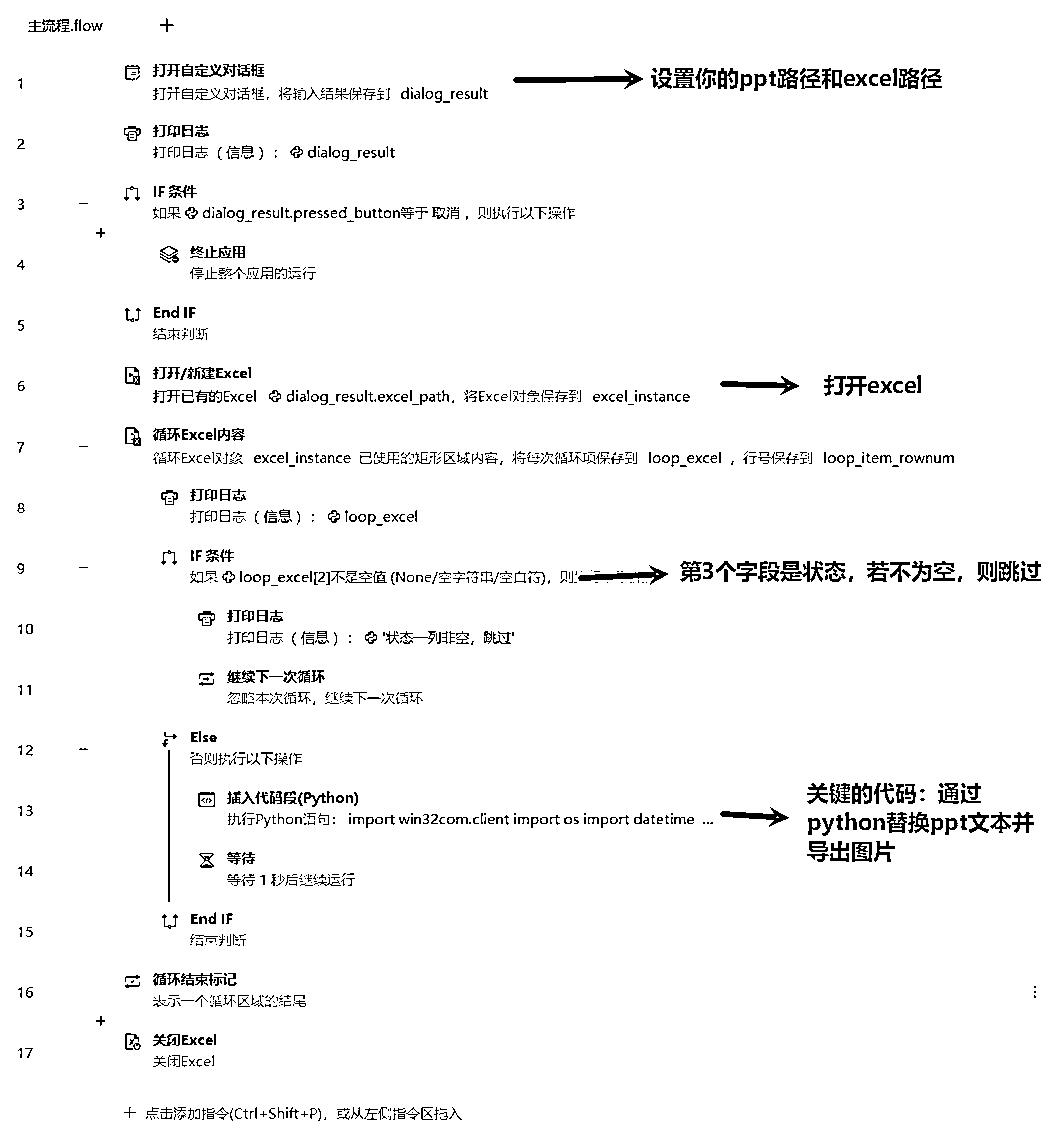 主流程.flow
1
打开自定义对话框
打开自定义对话框，将输入结果保存到 dialog_result
设置你的ppt路径和excel路径
2
打印日志
打印日志（信息）： dialog_result
3
IF 条件
如果 dialog_result.pressed_button等于 取消 ，则执行以下操作
4
终止应用
停止整个应用的运行
5
End IF
结束判断
6
打开/新建Excel
打开已有的Excel dialog_result.excel_path，将Excel对象保存到 excel_instance
打开excel
7
循环Excel内容
循环Excel对象 excel_instance 已使用的矩形区域内容，将每次循环项保存到 loop_excel ，行号保存到 loop_item_rownum
8
打印日志
打印日志（信息）： loop_excel
9
IF 条件
如果 loop_excel[2]不是空值 (None/空字符串/空白符)，则
第3个字段是状态，若不为空，则跳过
10
打印日志
打印日志（信息）： '状态一列非空，跳过'
11
继续下一次循环
忽略本次循环，继续下一次循环
12
Else
否则执行以下操作
13
插入代码段(Python)
执行Python语句： import win32com.client import os import datetime ...
关键的代码：通过
python替换ppt文本并
导出图片
14
等待
等待 1 秒后继续运行
15
End IF
结束判断
16
循环结束标记
表示一个循环区域的结尾
17
关闭Excel
关闭Excel
点击添加指令(Ctrl+Shift+P)，或从左侧指令区拖入